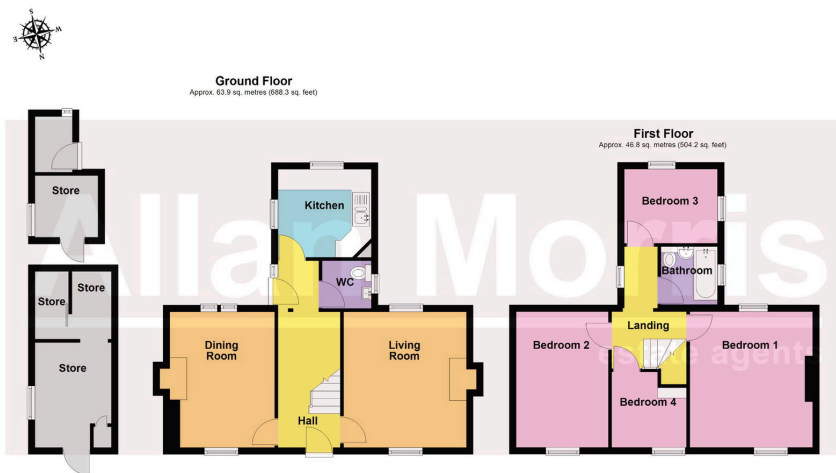 S
W
E
N
Ground Floor
Approx. 63.9 sq. metres (688.3 sq. feet)
First Floor
Approx. 46.8 sq. metres (504.2 sq. feet)
Store
Kitchen
WC
Bedroom 3
Bathroom
Allan Morris
estate agents
Store
Store
Store
Dining
Room
Hall
Living
Room
Bedroom 2
Landing
Bedroom 1
Bedroom 4